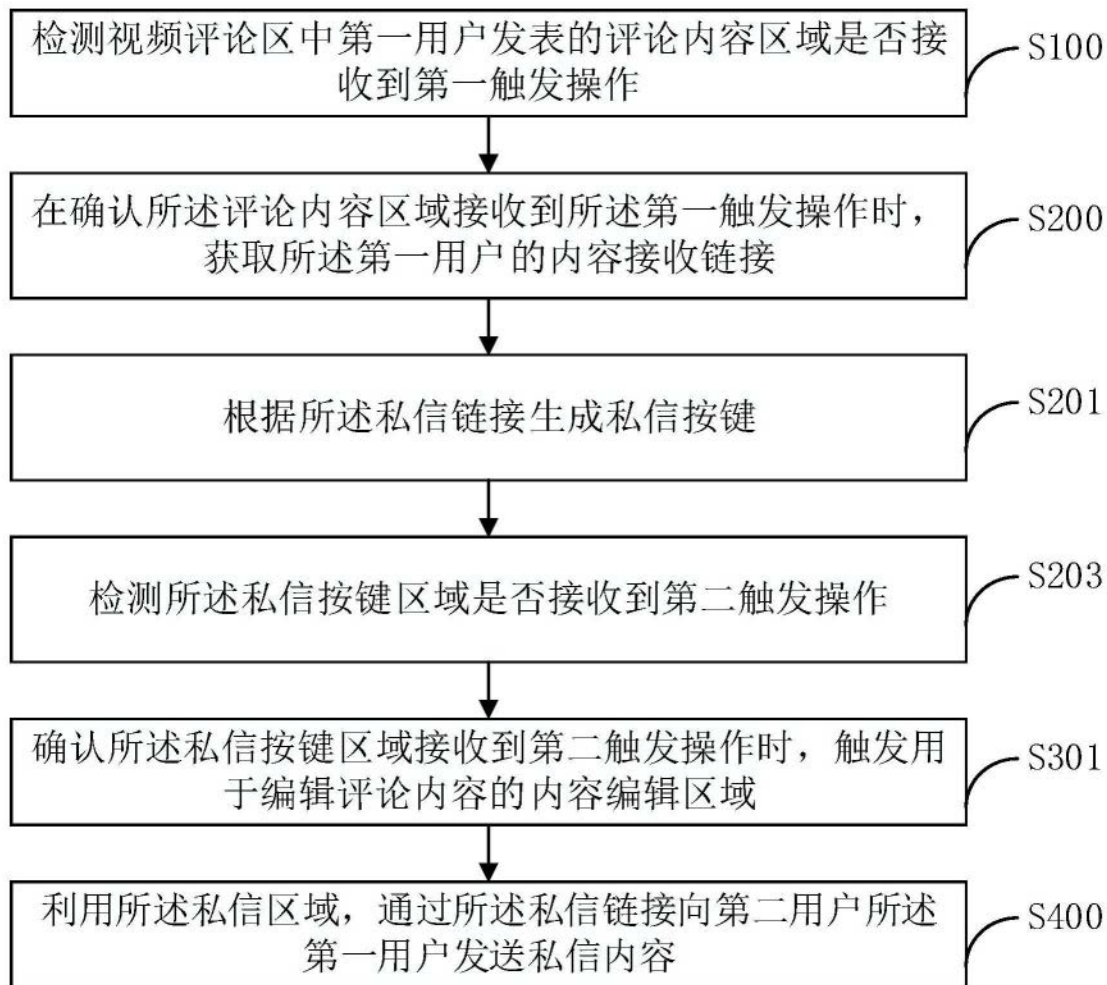 检测视频评论区中第一用户发表的评论内容区域是否接
收到第一触发操作
S100
在确认所述评论内容区域接收到所述第一触发操作时，
获取所述第一用户的内容接收链接
S200
根据所述私信链接生成私信按键
S201
检测所述私信按键区域是否接收到第二触发操作
S203
确认所述私信按键区域接收到第二触发操作时，触发用
于编辑评论内容的内容编辑区域
S301
利用所述私信区域，通过所述私信链接向第二用户所述
第一用户发送私信内容
S400